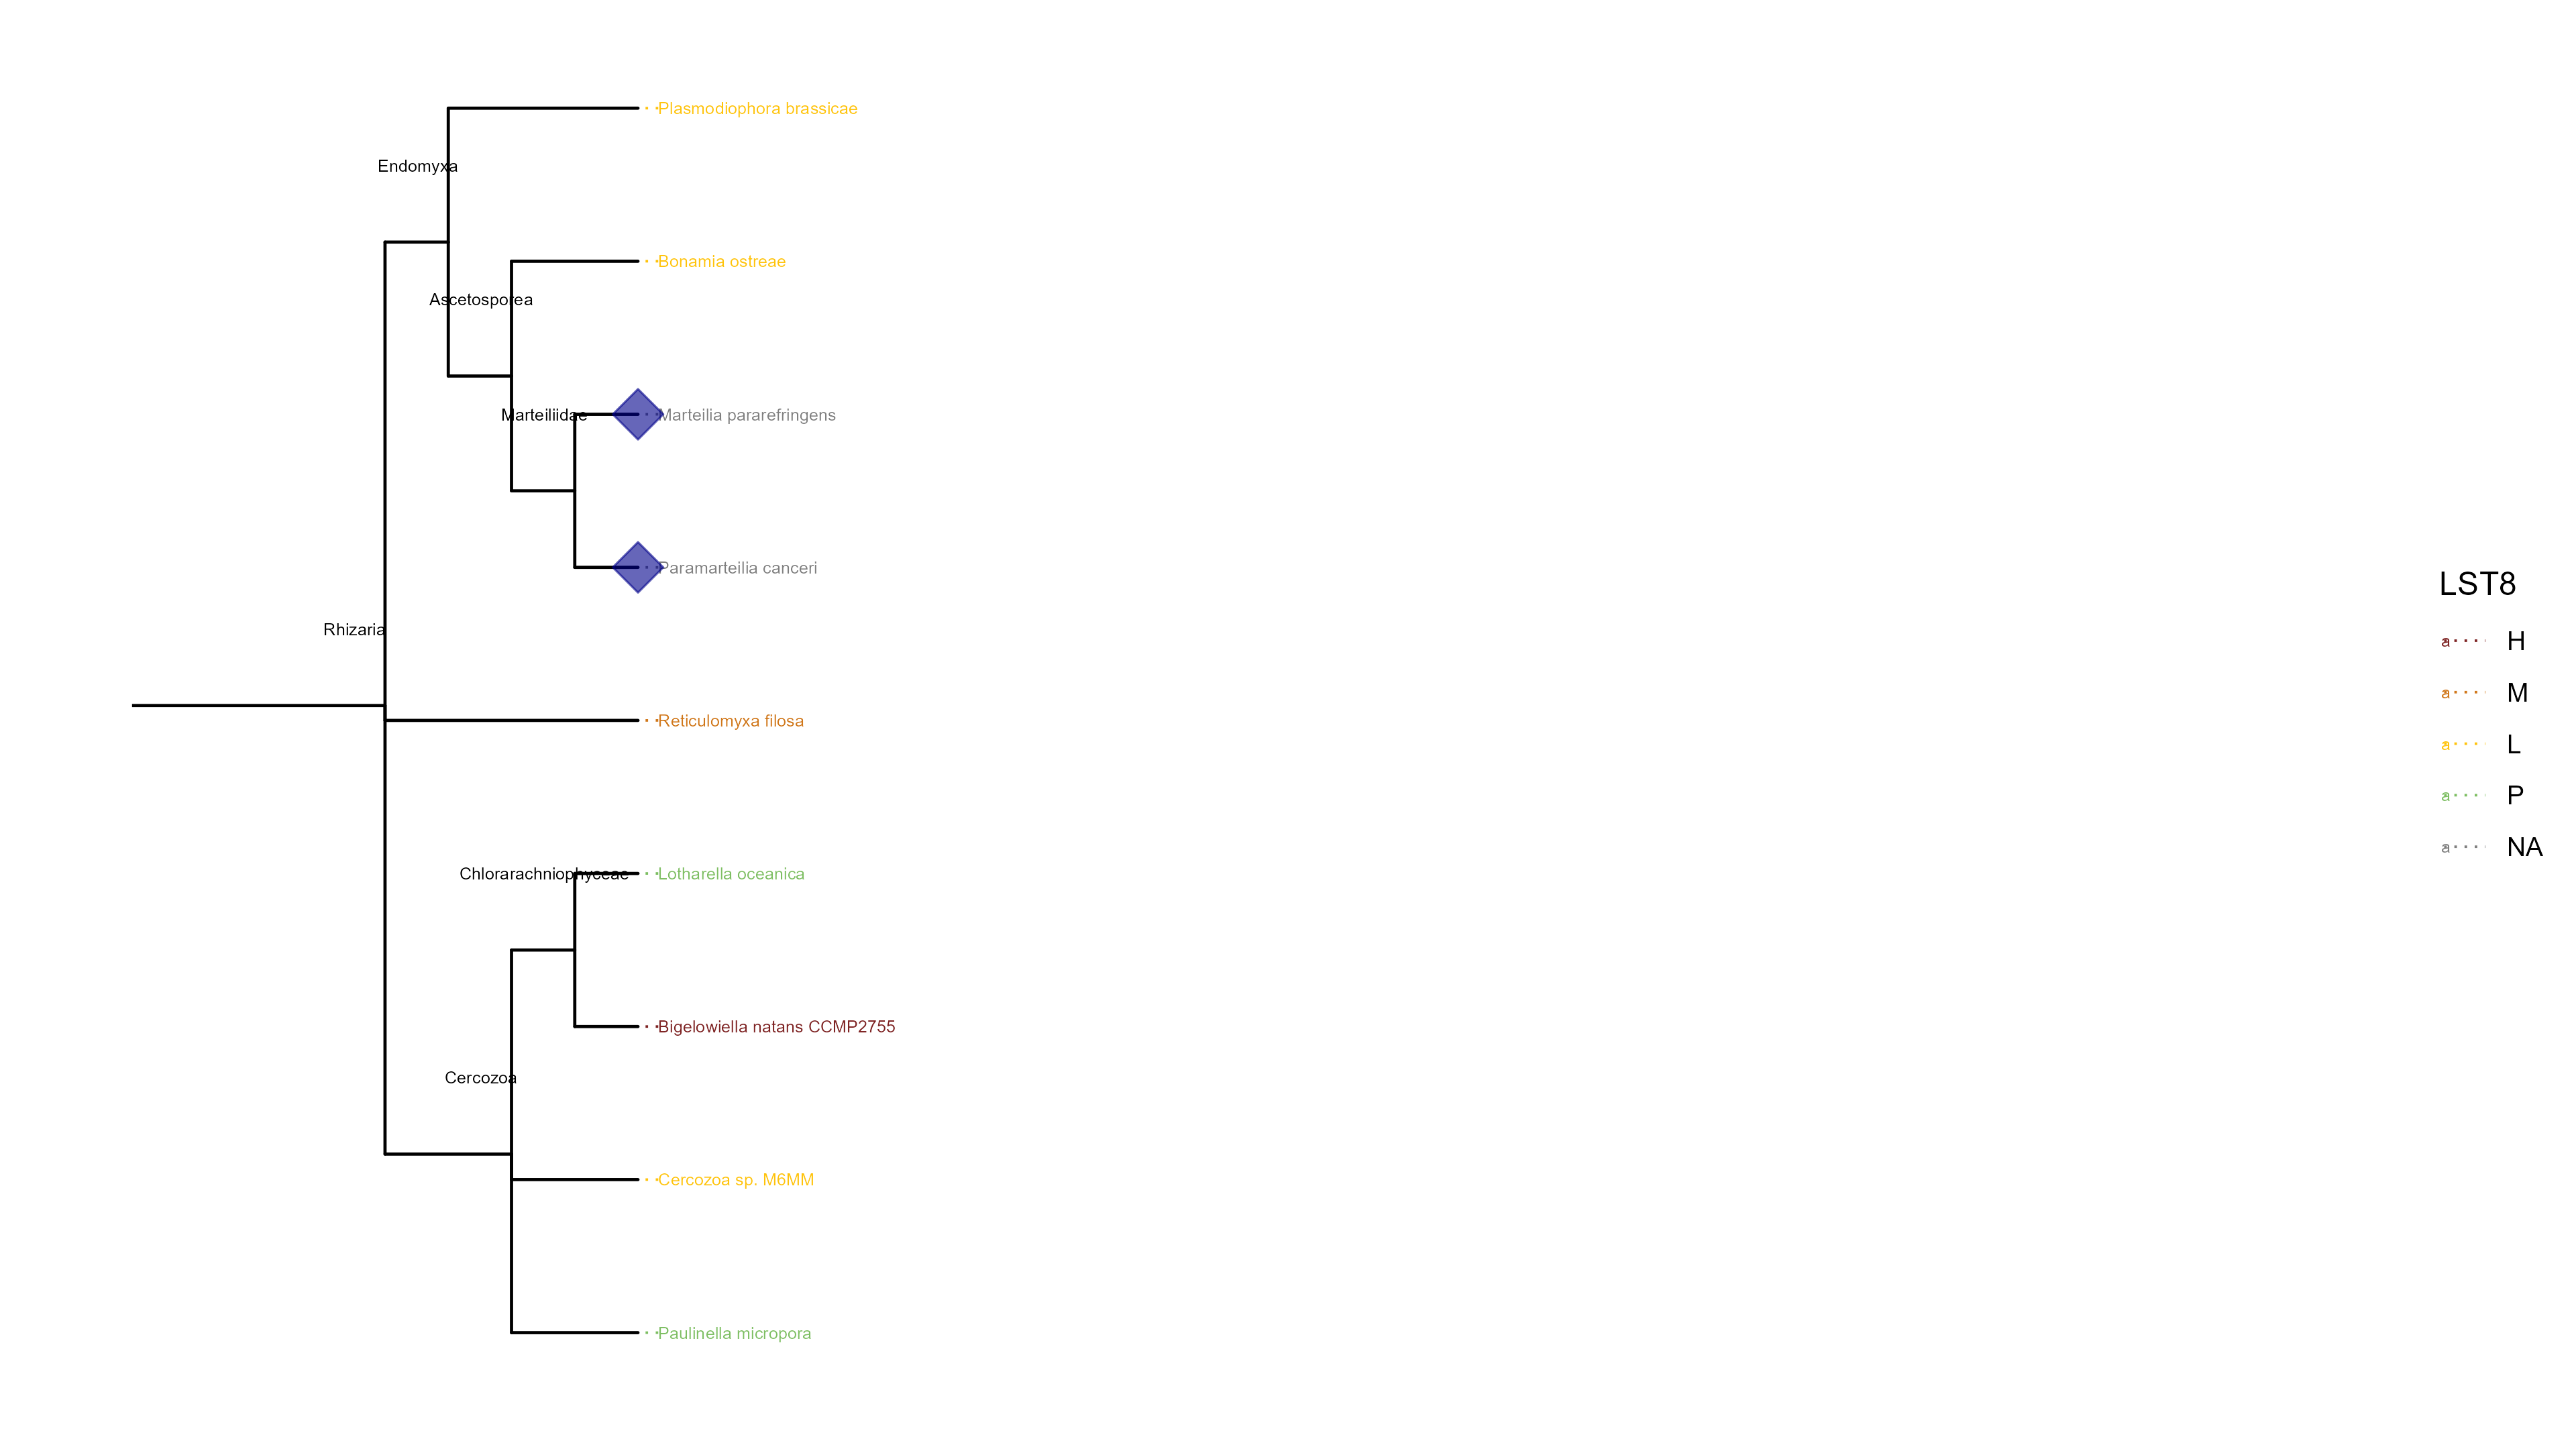 Plasmodiophora brassicae
Endomyxa
Bonamia ostreae
Ascetosporea
Marteiliidae
Marteilia pararefringens
Paramarteilia canceri
Rhizaria
Reticulomyxa filosa
Chlorarachniophyceae
Lotharella oceanica
Bigelowiella natans CCMP2755
Cercozoa
Cercozoa sp. M6MM
Paulinella micropora
LST8
a H
a M
a L
a P
a NA